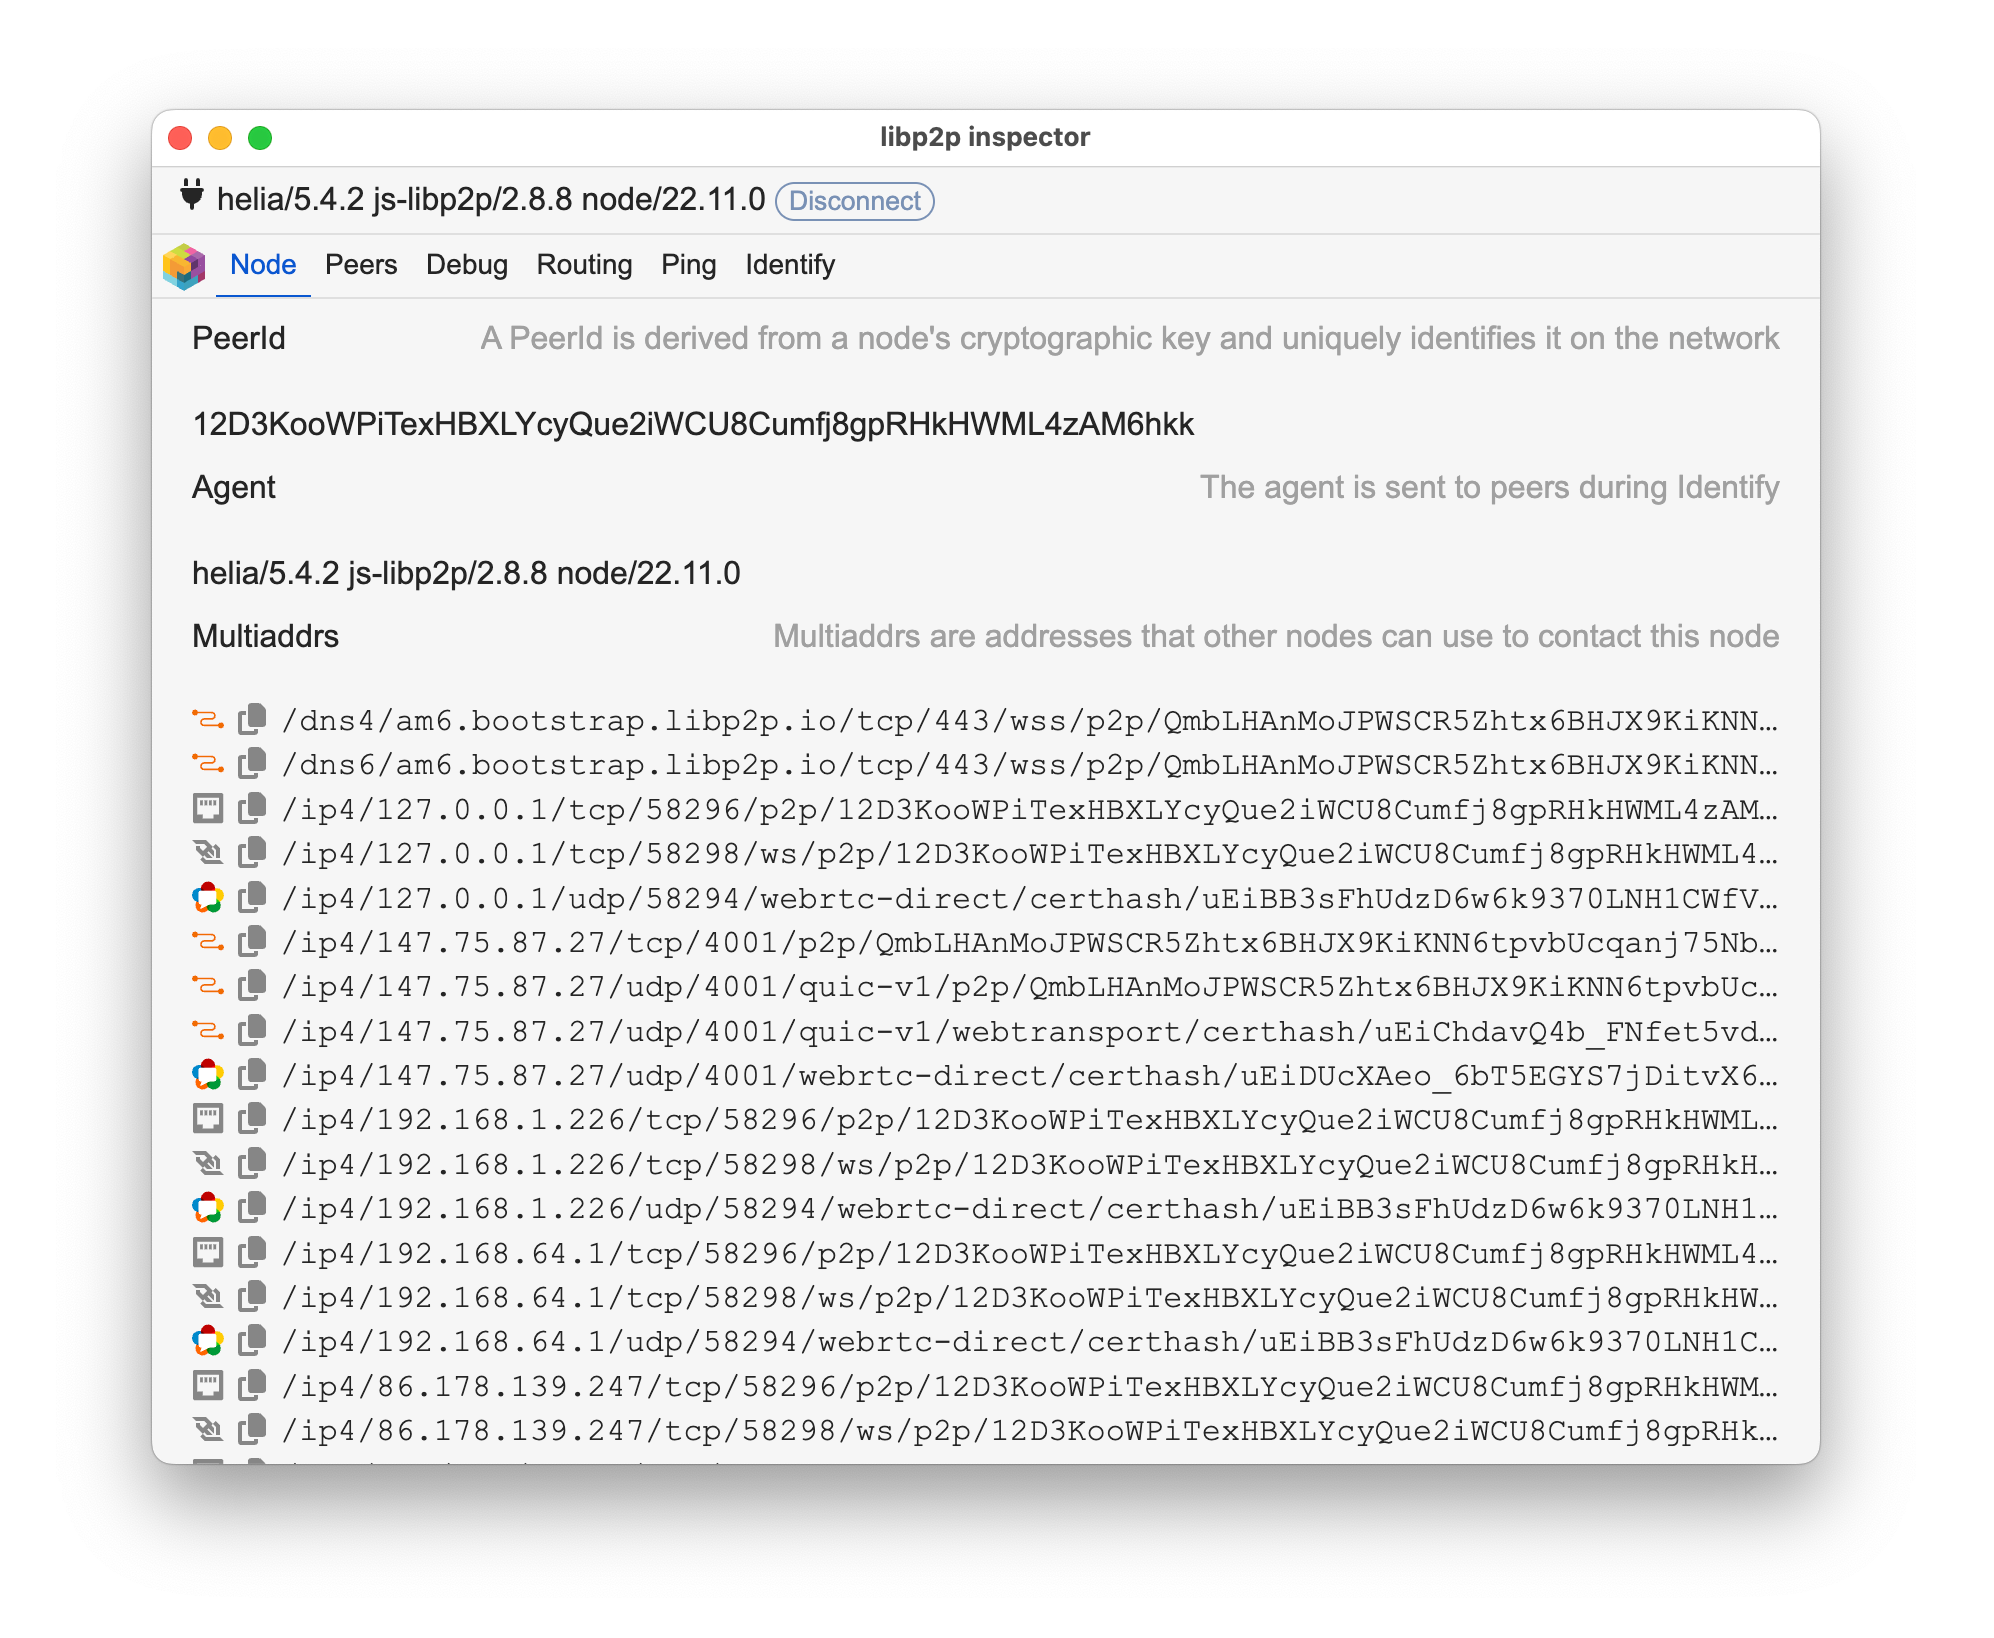 libp2p inspector
helia/5.4.2 js-libp2p/2.8.8 node/22.11.0 Disconnect
Node Peers Debug Routing Ping Identify
PeerId A PeerId is derived from a node's cryptographic key and uniquely identifies it on the network
12D3KooWPiTexHBXLYcyQue2iWCU8Cumfj8gpRHkHWML4zAM6hkk
Agent The agent is sent to peers during Identify
helia/5.4.2 js-libp2p/2.8.8 node/22.11.0
Multiaddrs Multiaddrs are addresses that other nodes can use to contact this node
/dns4/am6.bootstrap.libp2p.io/tcp/443/wss/p2p/QmbLHAnMoJPWSCR5Zhtx6BHJX9KiKNN…
/dns6/am6.bootstrap.libp2p.io/tcp/443/wss/p2p/QmbLHAnMoJPWSCR5Zhtx6BHJX9KiKNN…
/ip4/127.0.0.1/tcp/58296/p2p/12D3KooWPiTexHBXLYcyQue2iWCU8Cumfj8gpRHkHWML4zAM…
/ip4/127.0.0.1/tcp/58298/ws/p2p/12D3KooWPiTexHBXLYcyQue2iWCU8Cumfj8gpRHkHWML4…
/ip4/127.0.0.1/udp/58294/webrtc-direct/certhash/uEiBB3sFhUdzD6w6k9370LNH1CWfV…
/ip4/147.75.87.27/tcp/4001/p2p/QmbLHAnMoJPWSCR5Zhtx6BHJX9KiKNN6tpvbUcqanj75Nb…
/ip4/147.75.87.27/udp/4001/quic-v1/p2p/QmbLHAnMoJPWSCR5Zhtx6BHJX9KiKNN6tpvbUc…
/ip4/147.75.87.27/udp/4001/quic-v1/webtransport/certhash/uEiChdavQ4b_FNfet5vd…
/ip4/147.75.87.27/udp/4001/webrtc-direct/certhash/uEiDUcXAeo_6bT5EGYS7jDitvX6…
/ip4/192.168.1.226/tcp/58296/p2p/12D3KooWPiTexHBXLYcyQue2iWCU8Cumfj8gpRHkHWML…
/ip4/192.168.1.226/tcp/58298/ws/p2p/12D3KooWPiTexHBXLYcyQue2iWCU8Cumfj8gpRHkH…
/ip4/192.168.1.226/udp/58294/webrtc-direct/certhash/uEiBB3sFhUdzD6w6k9370LNH1…
/ip4/192.168.64.1/tcp/58296/p2p/12D3KooWPiTexHBXLYcyQue2iWCU8Cumfj8gpRHkHWML4…
/ip4/192.168.64.1/tcp/58298/ws/p2p/12D3KooWPiTexHBXLYcyQue2iWCU8Cumfj8gpRHkHW…
/ip4/192.168.64.1/udp/58294/webrtc-direct/certhash/uEiBB3sFhUdzD6w6k9370LNH1C…
/ip4/86.178.139.247/tcp/58296/p2p/12D3KooWPiTexHBXLYcyQue2iWCU8Cumfj8gpRHkHWM…
/ip4/86.178.139.247/tcp/58298/ws/p2p/12D3KooWPiTexHBXLYcyQue2iWCU8Cumfj8gpRHk…